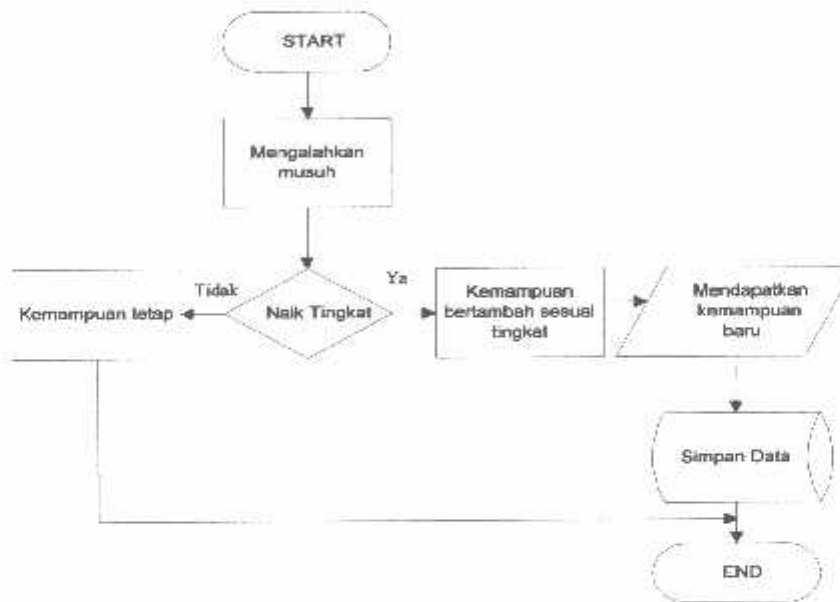 START
Mengalahkan
musuh
Tidak
Ya
Kemampuan tetap
Naik Tingkat
Kemampuan
bertambah sesuai
tingkat
Mendapatkan
kemampuan
baru
Simpan Data
END